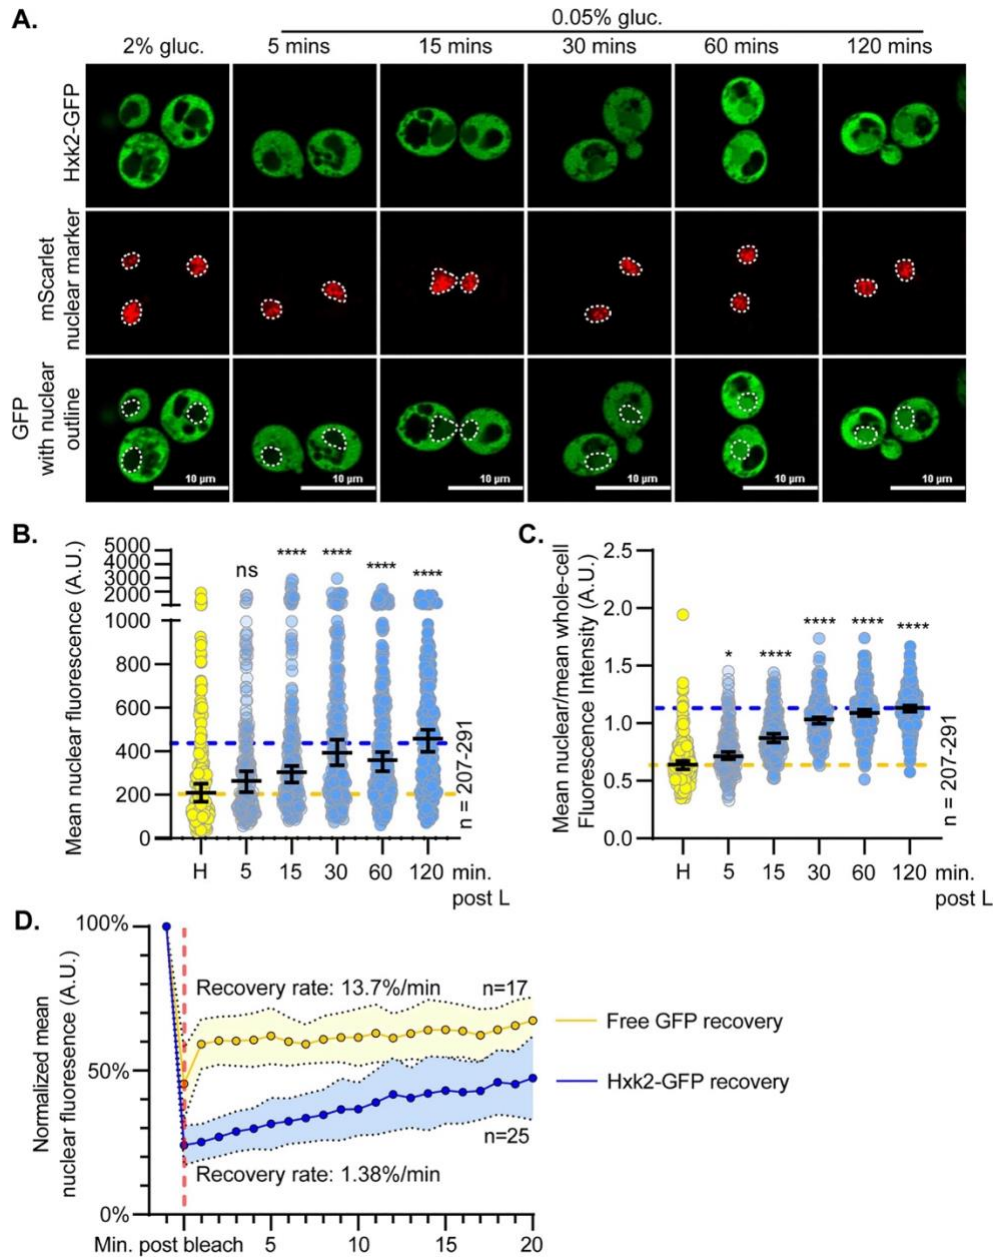 A.
0.05% gluc.
2% gluc. 5 mins 15 mins 30 mins 60 mins 120 mins
Hxk2-GFP
mScarlet
nuclear marker
GFP
with nuclear
outline
10 µm 10 µm 10 µm 10 µm 10 µm 10 µm
B.
Mean nuclear fluorescence (A.U.)
5000
4000
3000
2000
1000
1000
800
600
400
200
0
ns **** **** **** ****
n = 207-291
H 5 15 30 60 120 min.
post L
C.
Mean nuclear/mean whole-cell
Fluorescence Intensity (A.U.)
2.5
2.0
1.5
1.0
0.5
0.0
* **** **** **** ****
n = 207-291
H 5 15 30 60 120 min.
post L
D.
Normalized mean
nuclear fluoresence (A.U.)
100%
50%
0%
Recovery rate: 13.7%/min n=17
Free GFP recovery
Hxk2-GFP recovery
n=25
Recovery rate: 1.38%/min
Min. post bleach 5 10 15 20